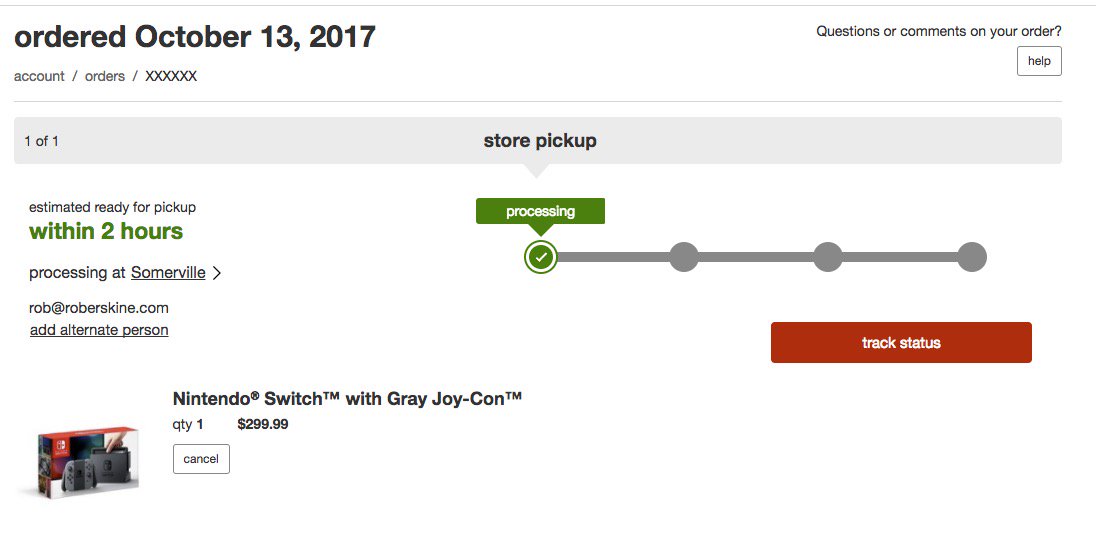 ordered October 13, 2017
Questions or comments on your order?
account / orders / XXXXXX
help
1 of 1
store pickup
estimated ready for pickup
within 2 hours
processing
processing at Somerville >
rob@roberskine.com
add alternate person
track status
Nintendo® Switch™ with Gray Joy-Con™
qty 1 $299.99
cancel